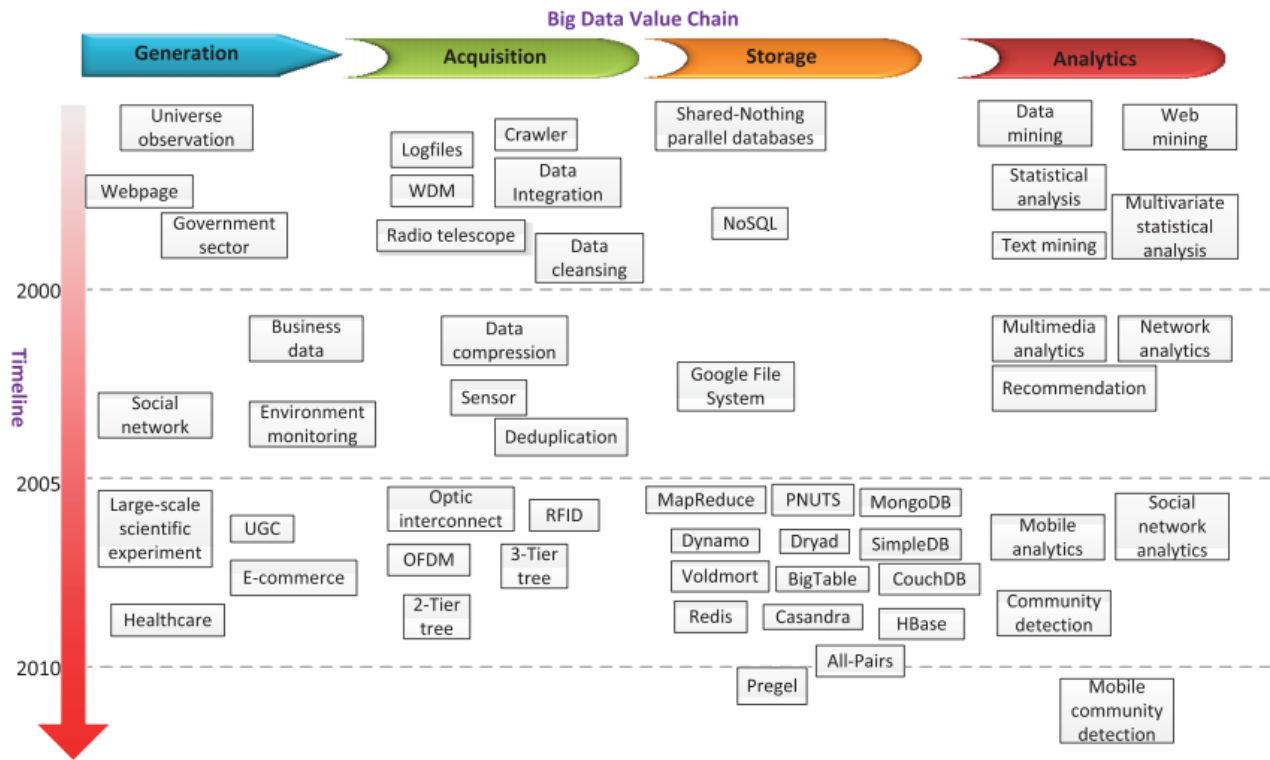 Big Data Value Chain
Generation
Acquisition
Storage
Analytics
Timeline
Universe
observation
Webpage
Government
sector
Logfiles
Crawler
WDM
Data
Integration
Radio telescope
Data
cleansing
Shared-Nothing
parallel databases
NoSQL
Data
mining
Web
mining
Statistical
analysis
Multivariate
statistical
analysis
Text mining
2000
Business
data
Social
network
Environment
monitoring
Data
compression
Sensor
Deduplication
Google File
System
Multimedia
analytics
Network
analytics
Recommendation
2005
Large-scale
scientific
experiment
UGC
E-commerce
Healthcare
Optic
interconnect
RFID
OFDM
3-Tier
tree
2-Tier
tree
MapReduce
PNUTS
MongoDB
Dynamo
Dryad
SimpleDB
Voldmort
BigTable
CouchDB
Redis
Casandra
HBase
All-Pairs
Mobile
analytics
Social
network
analytics
Community
detection
2010
Pregel
Mobile
community
detection